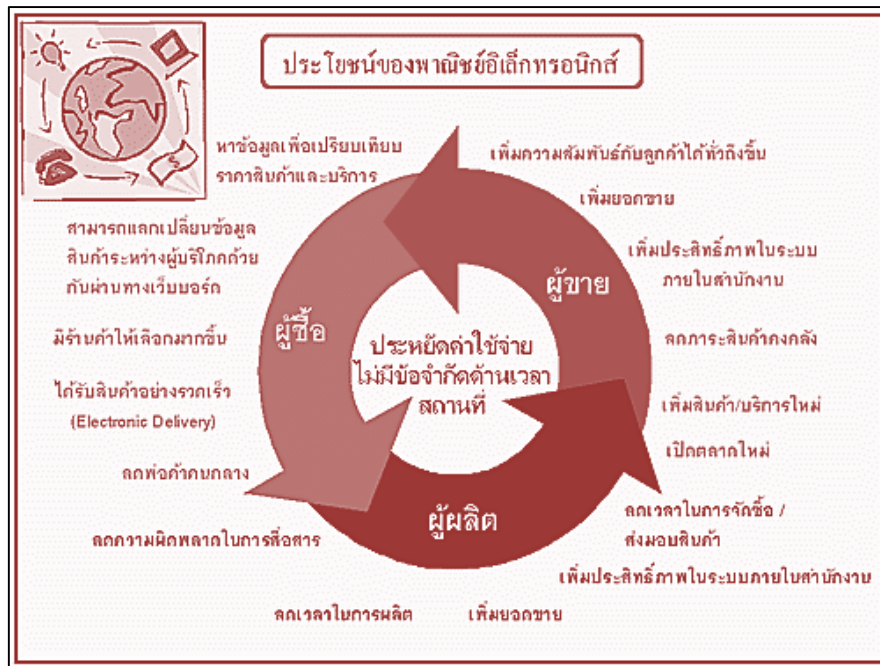 ประโยชน์ของพาณิชย์อิเล็กทรอนิกส์
หาข้อมูลเพื่อเปรียบเทียบ
ราคาสินค้าและบริการ
สามารถแลกเปลี่ยนข้อมูล
สินค้าระหว่างผู้บริโภคด้วย
กันผ่านทางเว็บบอร์ด
มีร้านค้าให้เลือกมากขึ้น
ได้รับสินค้าอย่างรวดเร็ว
(Electronic Delivery)
ลดพ่อค้าคนกลาง
ลดความผิดพลาดในการสื่อสาร
ลดเวลาในการผลิต
เพิ่มยอดขาย
ผู้ซื้อ
ประหยัดค่าใช้จ่าย
ไม่มีข้อจำกัดด้านเวลา
สถานที่
ผู้ขาย
ผู้ผลิต
เพิ่มความสัมพันธ์กับลูกค้าได้ทั่วถึงขึ้น
เพิ่มยอดขาย
เพิ่มประสิทธิ์ภาพในระบบ
ภายในสำนักงาน
ลดภาระสินค้าคงคลัง
เพิ่มสินค้า/บริการใหม่
เปิดตลาดใหม่
ลดเวลาในการจัดซื้อ /
ส่งมอบสินค้า
เพิ่มประสิทธิ์ภาพในระบบภายในสำนักงาน